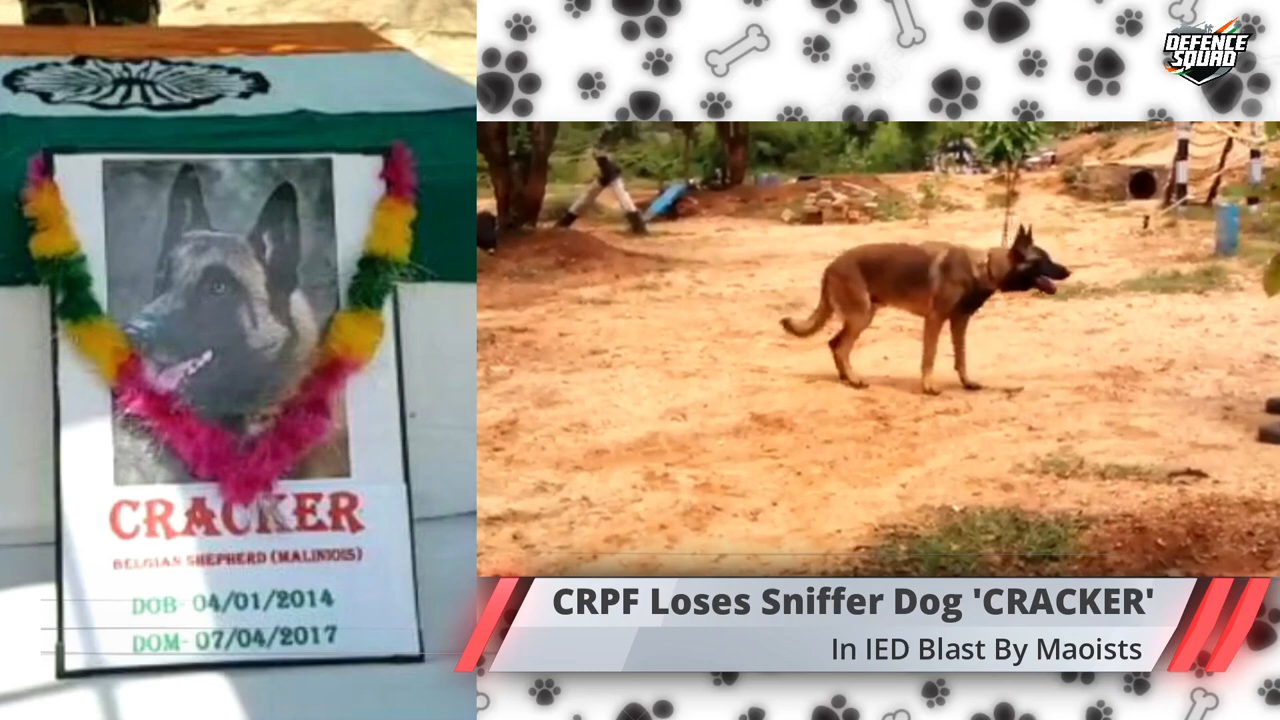 CRACKER
BELGIAN SHEPHERD (MALINIOIS)
DOB- 04/01/2014
DOM- 07/04/2017
DEFENCE
SQUAD
CRPF Loses Sniffer Dog 'CRACKER'
In IED Blast By Maoists